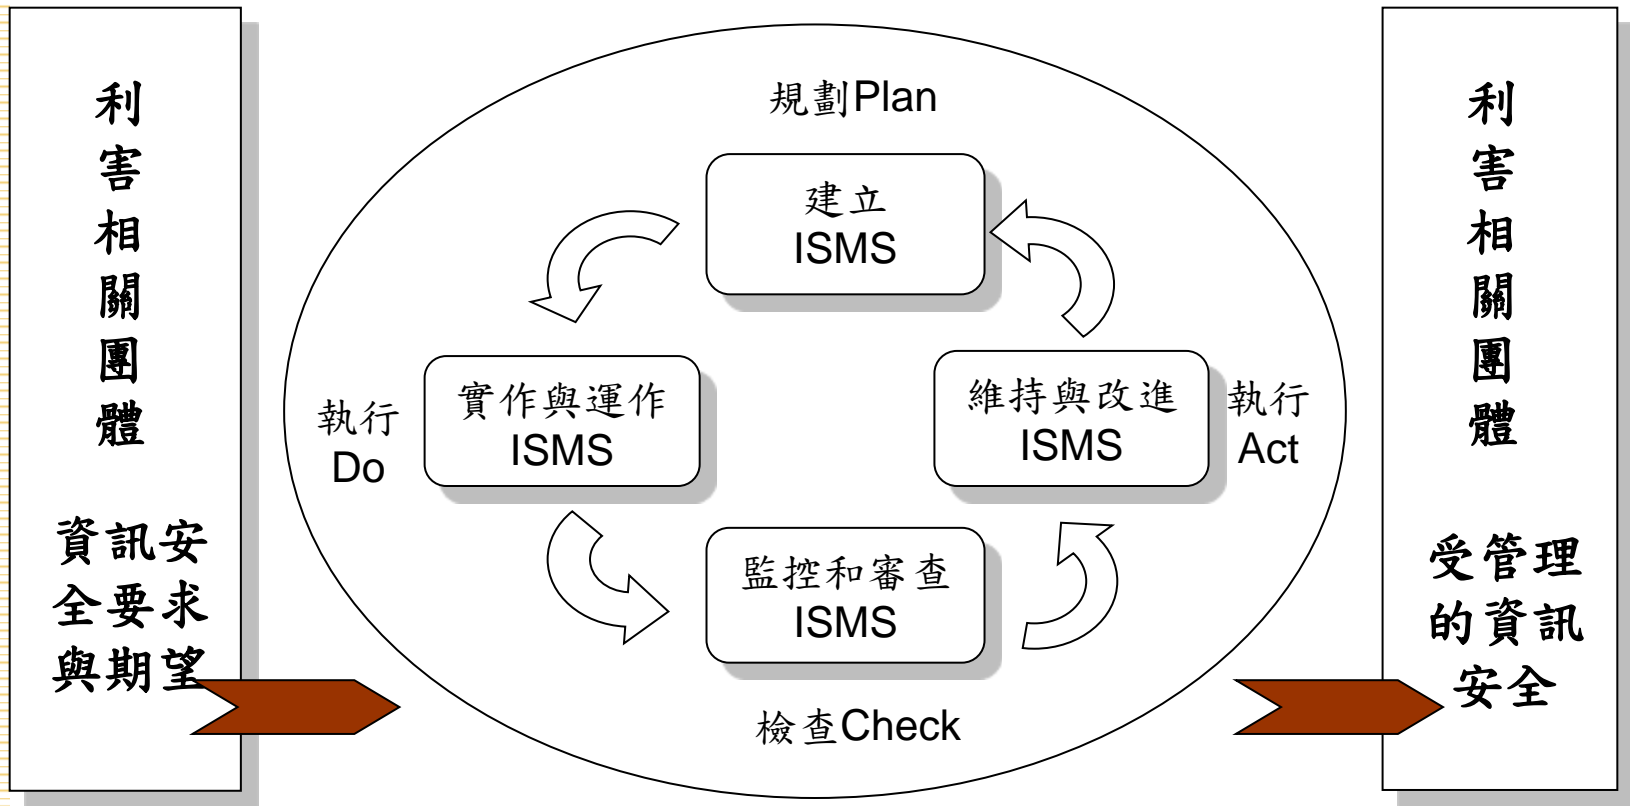 利
害
相
關
團
體
資訊安
全要求
與期望
規劃Plan
建立
ISMS
執行
Do
實作與運作
ISMS
維持與改進
ISMS
執行
Act
監控和審查
ISMS
檢查Check
利
害
相
關
團
體
受管理
的資訊
安全